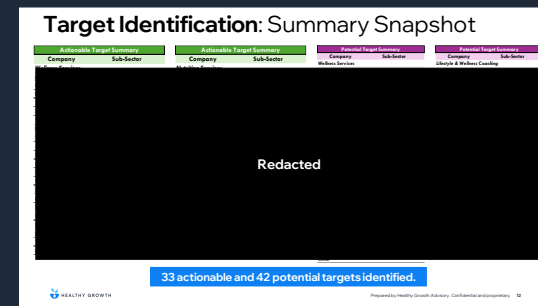 Target Identification: Summary Snapshot
Actionable Target Summary
Company Sub-Sector
Wellness Services
Actionable Target Summary
Company Sub-Sector
Nutrition Services
Potential Target Summary
Company Sub-Sector
Wellness Services
Potential Target Summary
Company Sub-Sector
Lifestyle & Wellness Coaching
Redacted
33 actionable and 42 potential targets identified.
HEALTHY GROWTH
Prepared by Healthy Growth Advisory. Confidential and proprietary. 12